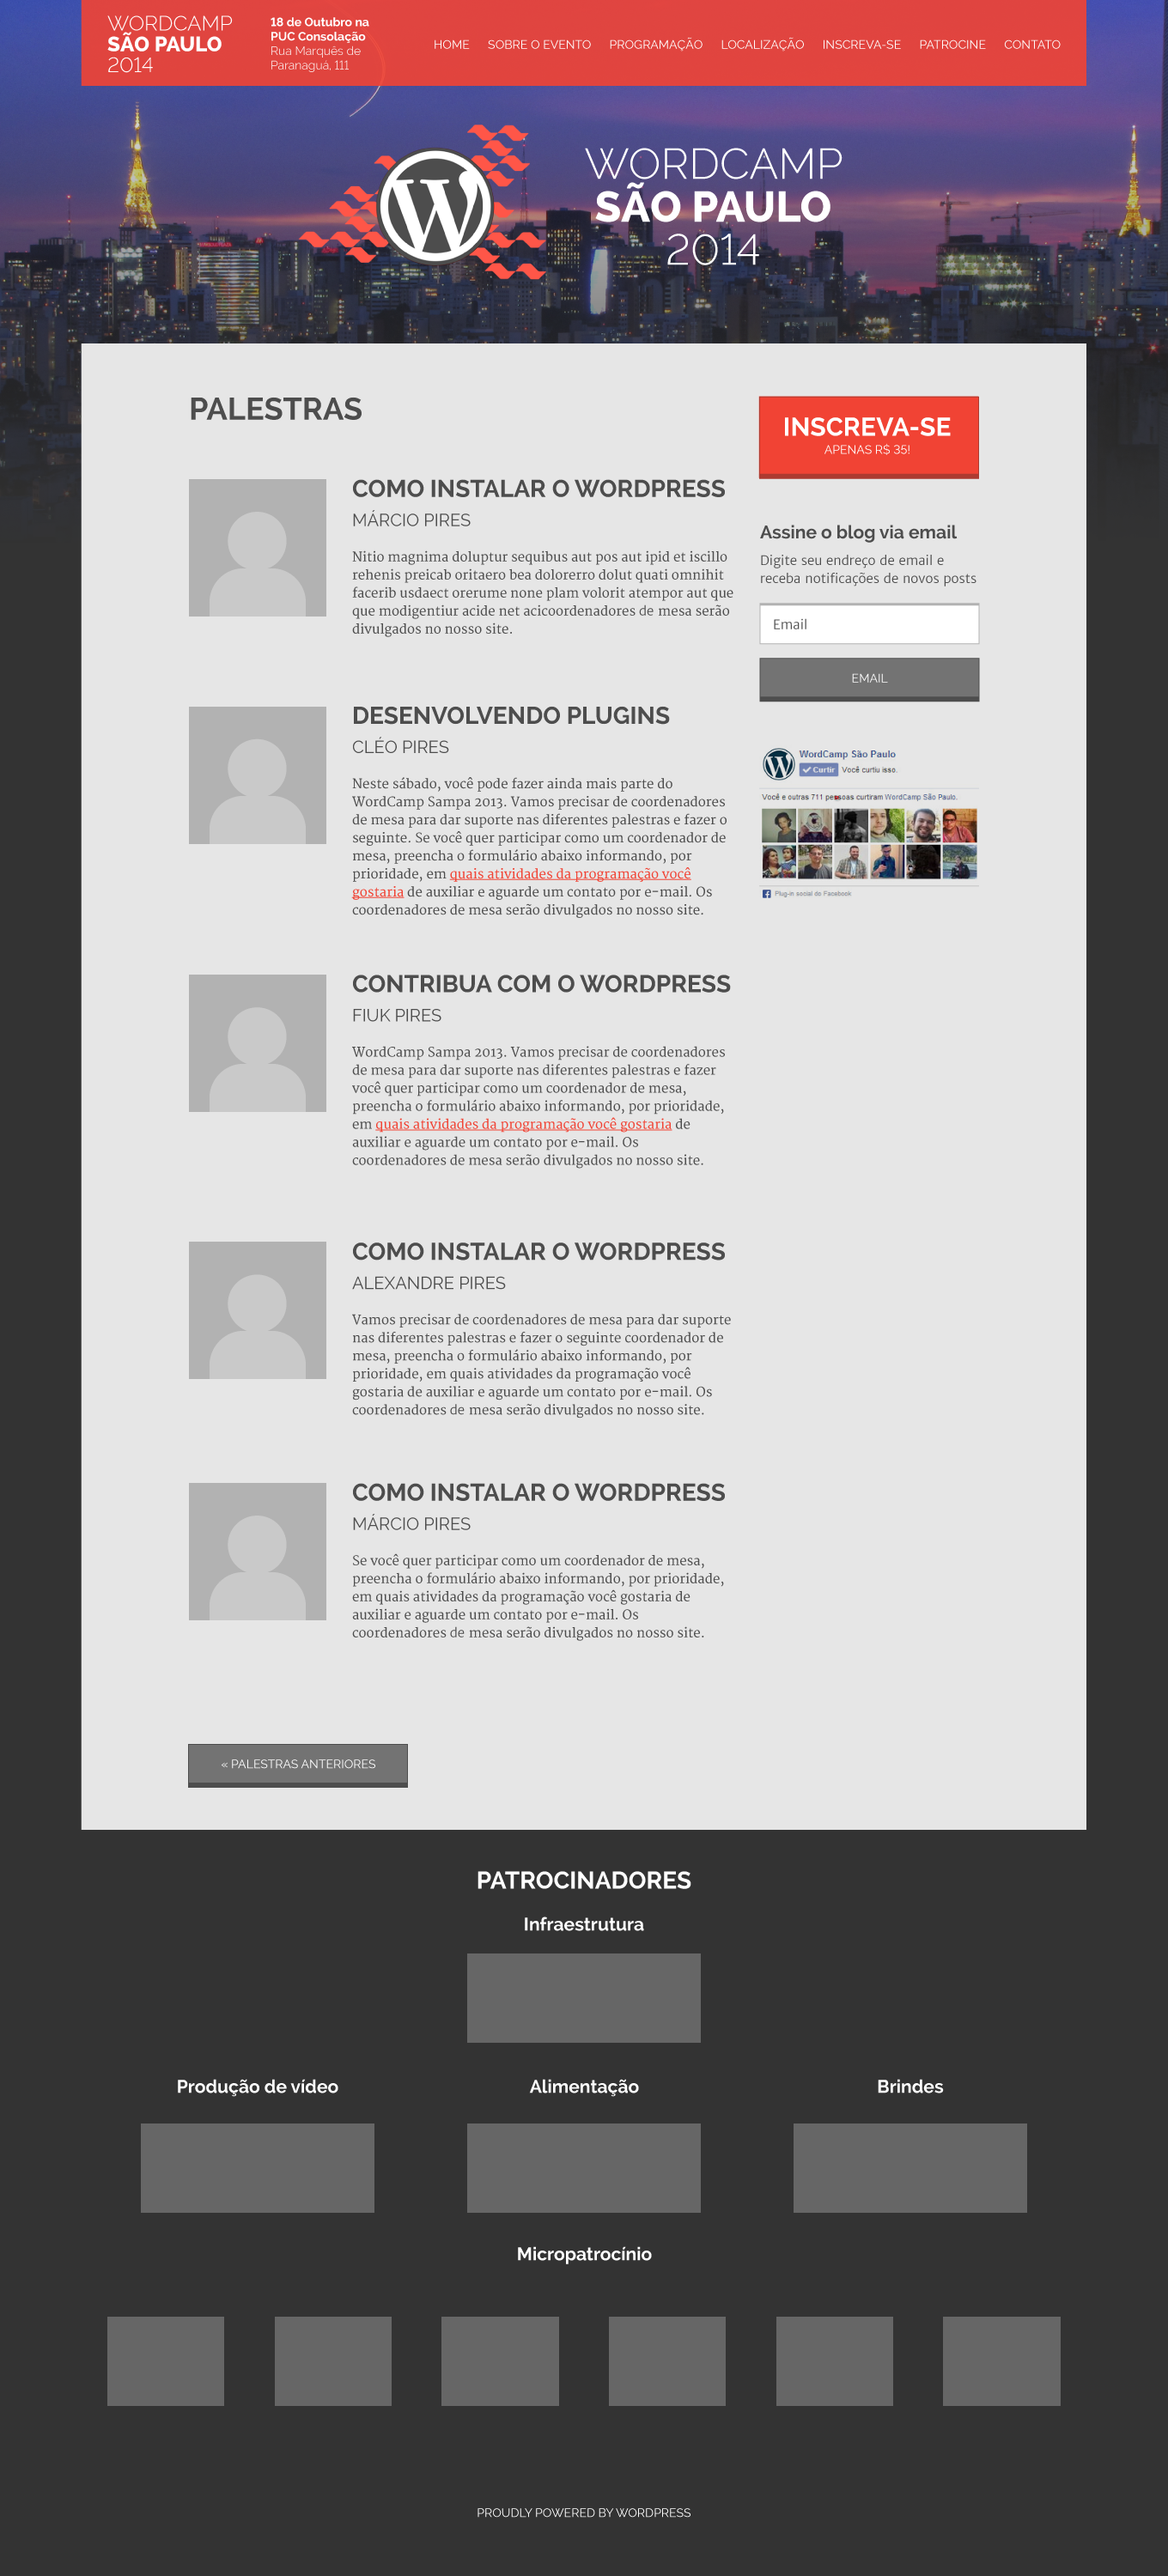 WORDCAMP
SÃO PAULO
2014
18 de Outubro na
PUC Consolação
Rua Marquês de
Paranaguá, 111
HOME SOBRE O EVENTO PROGRAMAÇÃO LOCALIZAÇÃO INSCREVA-SE PATROCINE CONTATO
WORDCAMP
SÃO PAULO
2014
PALESTRAS
COMO INSTALAR O WORDPRESS
MÁRCIO PIRES
Nitio magnima doluptur sequibus aut pos aut ipid et iscillo
rehenis preicab oritaero bea dolorerro dolut quati omnihit
facerib usdaect orerume none plam volorit atempor aut que
que modigentiur acide net acicoordenadores de mesa serão
divulgados no nosso site.
DESENVOLVENDO PLUGINS
CLÉO PIRES
Neste sábado, você pode fazer ainda mais parte do
WordCamp Sampa 2013. Vamos precisar de coordenadores
de mesa para dar suporte nas diferentes palestras e fazer o
seguinte. Se você quer participar como um coordenador de
mesa, preencha o formulário abaixo informando, por
prioridade, em quais atividades da programação você
gostaria de auxiliar e aguarde um contato por e-mail. Os
coordenadores de mesa serão divulgados no nosso site.
CONTRIBUA COM O WORDPRESS
FIUK PIRES
WordCamp Sampa 2013. Vamos precisar de coordenadores
de mesa para dar suporte nas diferentes palestras e fazer
você quer participar como um coordenador de mesa,
preencha o formulário abaixo informando, por prioridade,
em quais atividades da programação você gostaria de
auxiliar e aguarde um contato por e-mail. Os
coordenadores de mesa serão divulgados no nosso site.
COMO INSTALAR O WORDPRESS
ALEXANDRE PIRES
Vamos precisar de coordenadores de mesa para dar suporte
nas diferentes palestras e fazer o seguinte coordenador de
mesa, preencha o formulário abaixo informando, por
prioridade, em quais atividades da programação você
gostaria de auxiliar e aguarde um contato por e-mail. Os
coordenadores de mesa serão divulgados no nosso site.
COMO INSTALAR O WORDPRESS
MÁRCIO PIRES
Se você quer participar como um coordenador de mesa,
preencha o formulário abaixo informando, por prioridade,
em quais atividades da programação você gostaria de
auxiliar e aguarde um contato por e-mail. Os
coordenadores de mesa serão divulgados no nosso site.
« PALESTRAS ANTERIORES
INSCREVA-SE
APENAS R$ 35!
Assine o blog via email
Digite seu endreço de email e
receba notificações de novos posts
Email
EMAIL
WordCamp São Paulo
Curtir Você curtiu isso.
Você e outras 711 pessoas curtiram WordCamp São Paulo.
Plug-in social do Facebook
PATROCINADORES
Infraestrutura
Produção de vídeo Alimentação Brindes
Micropatrocínio
PROUDLY POWERED BY WORDPRESS